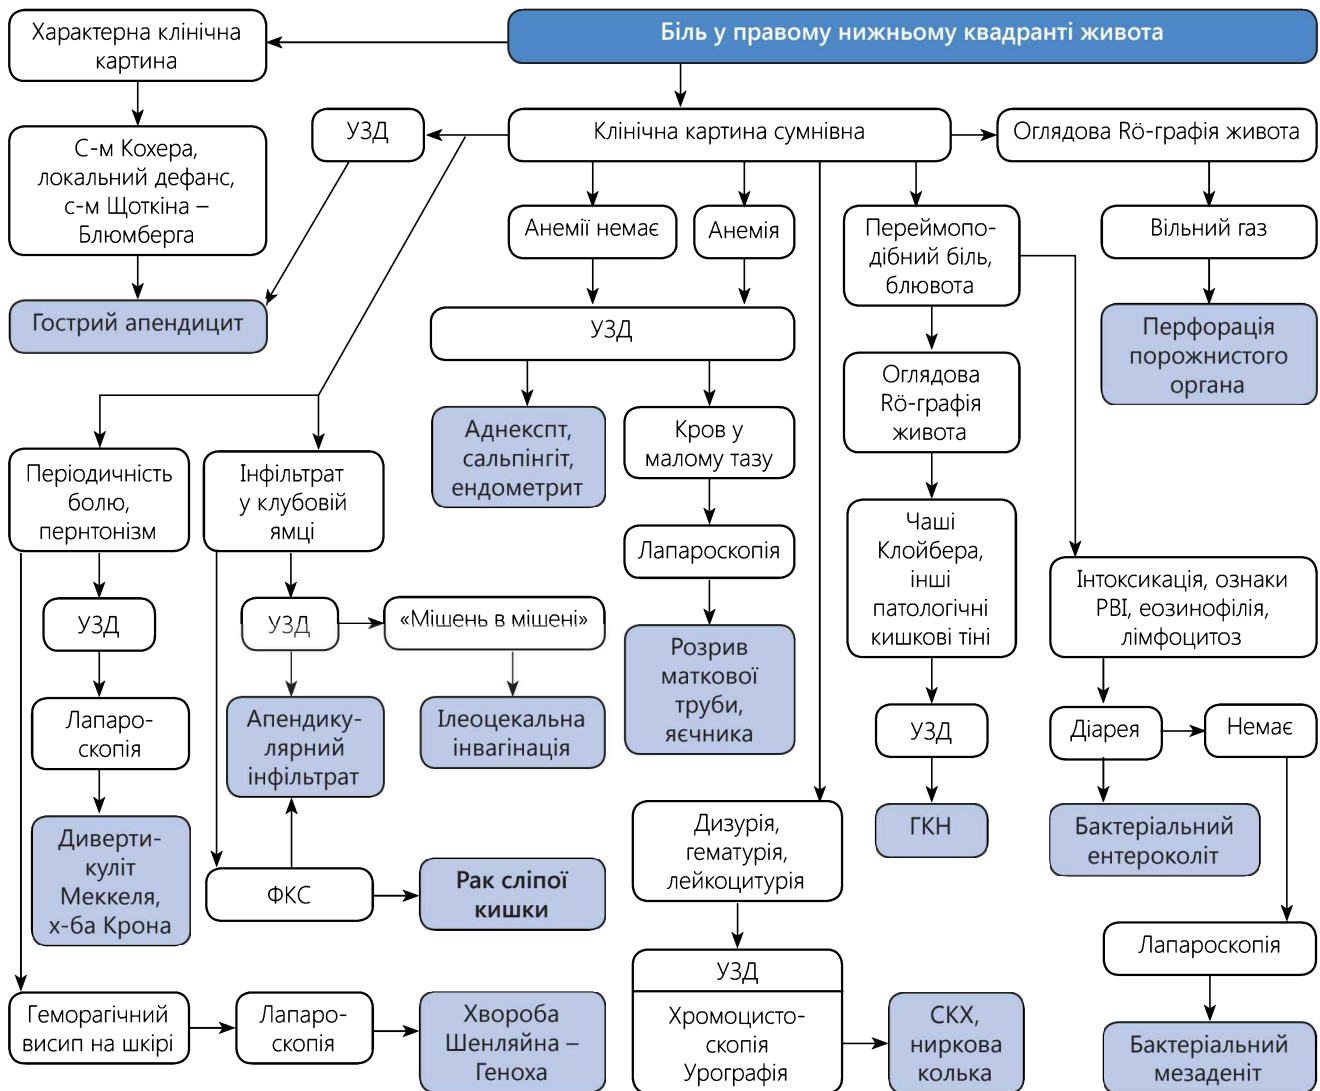 Біль у правому нижньому квадранті живота
Характерна клінічна
картина
С-м Кохера,
локальний дефанс,
с-м Щоткіна –
Блюмберга
Гострий апендицит
УЗД
Клінічна картина сумнівна
Оглядова Rö-графія живота
Вільний газ
Перфорація
порожнистого
органа
Анемії немає
Анемія
УЗД
Аднекспт,
сальпінгіт,
ендометрит
Кров у
малому тазу
Лапароскопія
Розрив
маткової
труби,
яєчника
Переймопо-
дібний біль,
блювота
Оглядова
Rö-графія
живота
Чаші
Клойбера,
інші
патологічні
кишкові тіні
УЗД
ГКН
Інтоксикація, ознаки
РВІ, еозинофілія,
лімфоцитоз
Діарея
Немає
Бактеріальний
ентероколіт
Лапароскопія
Бактеріальний
мезаденіт
Періодичність
болю,
пернтонізм
УЗД
Лапаро-
скопія
Диверти-
куліт
Меккеля,
х-ба Крона
Інфільтрат
у клубовій
ямці
УЗД
«Мішень в мішені»
Апендику-
лярний
інфільтрат
Ілеоцекальна
інвагінація
ФКС
Рак сліпої
кишки
Дизурія,
гематурія,
лейкоцитурія
УЗД
Хромоцисто-
скопія
Урографія
СКХ,
ниркова
колька
Геморагічний
висип на шкірі
Лапаро-
скопія
Хвороба
Шенляйна –
Геноха